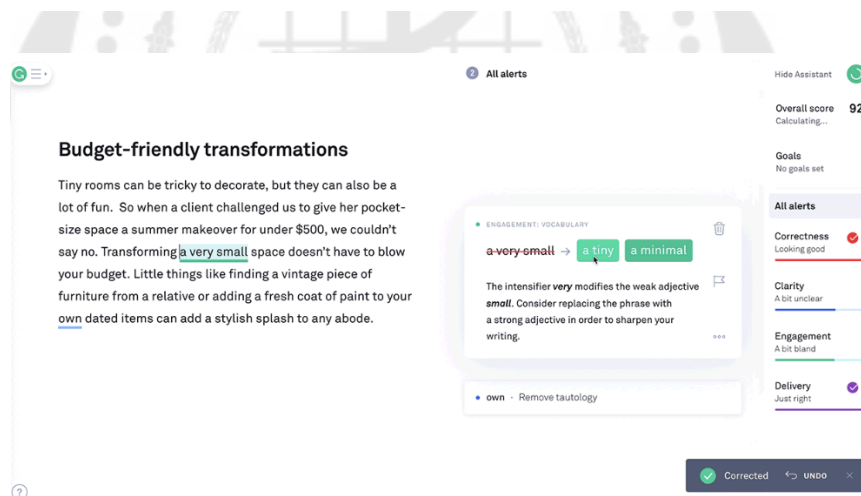 2 All alerts
Hide Assistant
Overall score 92
Calculating...
Goals
No goals set
All alerts
Correctness
Looking good
Clarity
A bit unclear
Engagement
A bit bland
Delivery
Just right
Budget-friendly transformations
Tiny rooms can be tricky to decorate, but they can also be a
lot of fun. So when a client challenged us to give her pocket-
size space a summer makeover for under $500, we couldn't
say no. Transforming a very small space doesn't have to blow
your budget. Little things like finding a vintage piece of
furniture from a relative or adding a fresh coat of paint to your
own dated items can add a stylish splash to any abode.
ENGAGEMENT: VOCABULARY
a very small → a tiny a minimal
The intensifier very modifies the weak adjective
small. Consider replacing the phrase with
a strong adjective in order to sharpen your
writing.
own · Remove tautology
Corrected UNDO ×
?